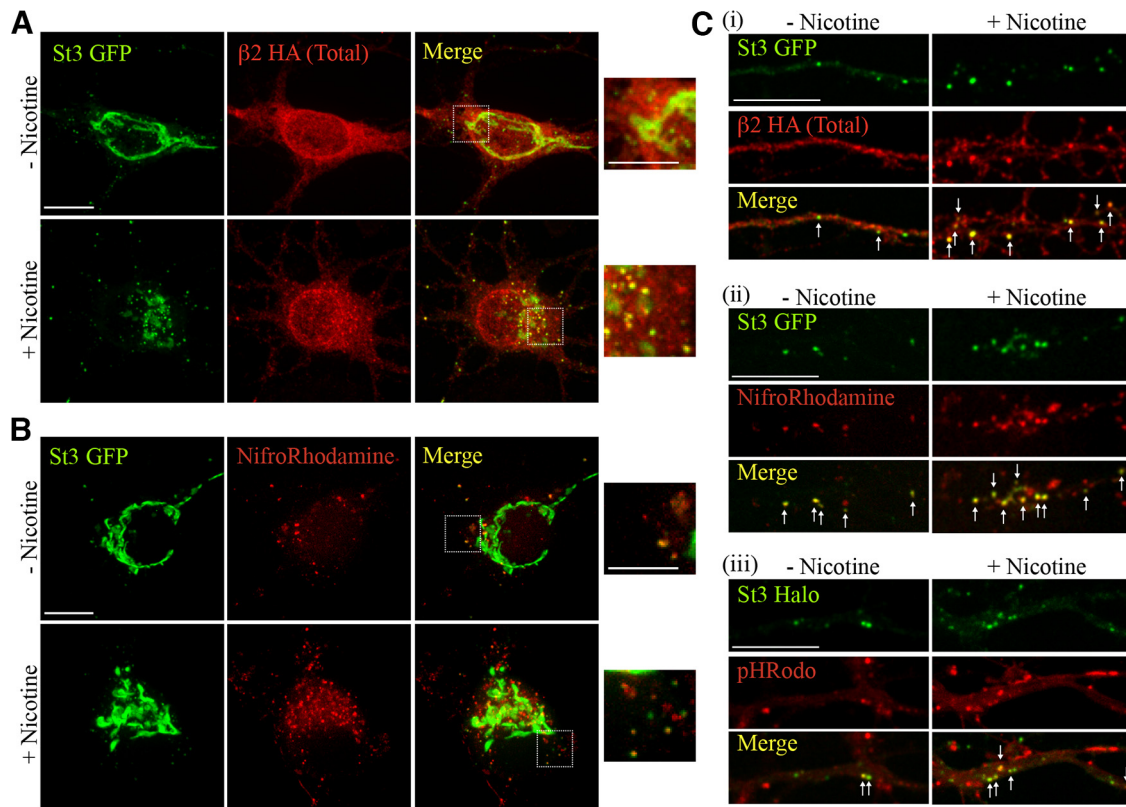 A
St3 GFP
β2 HA (Total)
Merge
- Nicotine
+ Nicotine
B
St3 GFP
NifroRhodamine
Merge
- Nicotine
+ Nicotine
C
(i)
- Nicotine
+ Nicotine
St3 GFP
β2 HA (Total)
Merge
(ii)
- Nicotine
+ Nicotine
St3 GFP
NifroRhodamine
Merge
(iii)
- Nicotine
+ Nicotine
St3 Halo
pHRodo
Merge